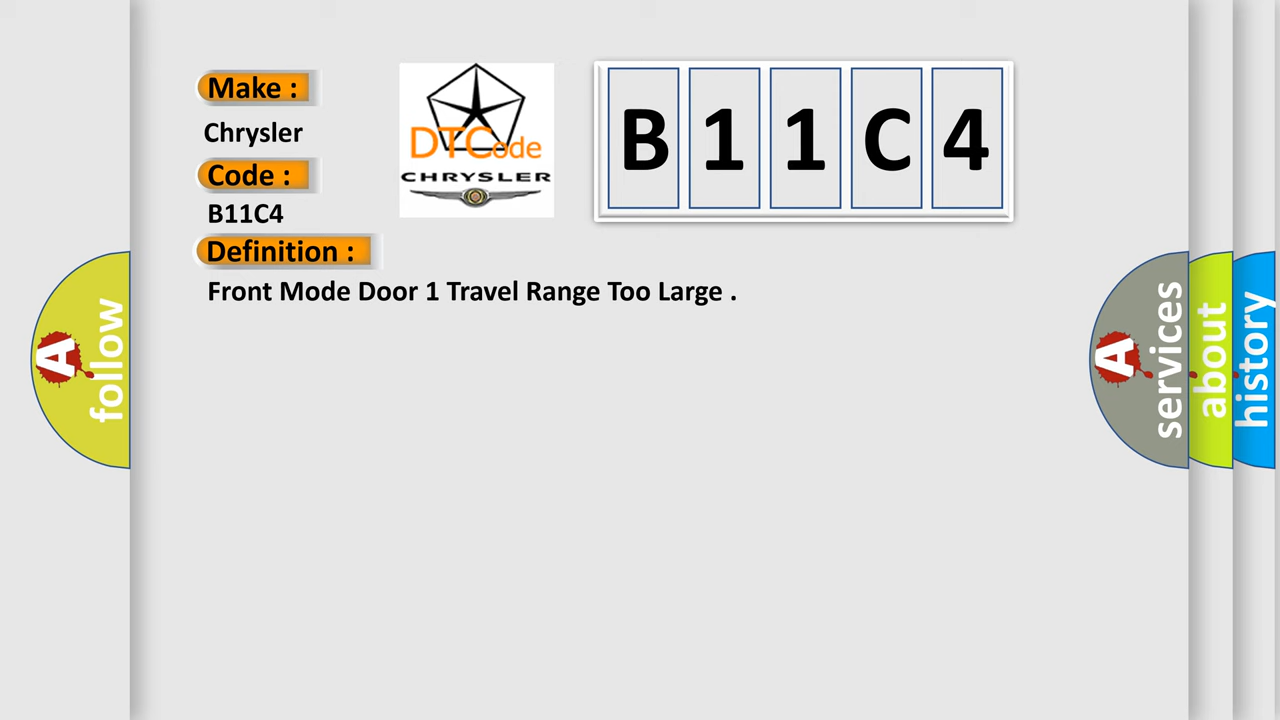 Make :
Chrysler
Code :
B11C4
Definition :
Front Mode Door 1 Travel Range Too Large .
DTCode
CHRYSLER
B 1 1 C 4
A follow
A services
about
history